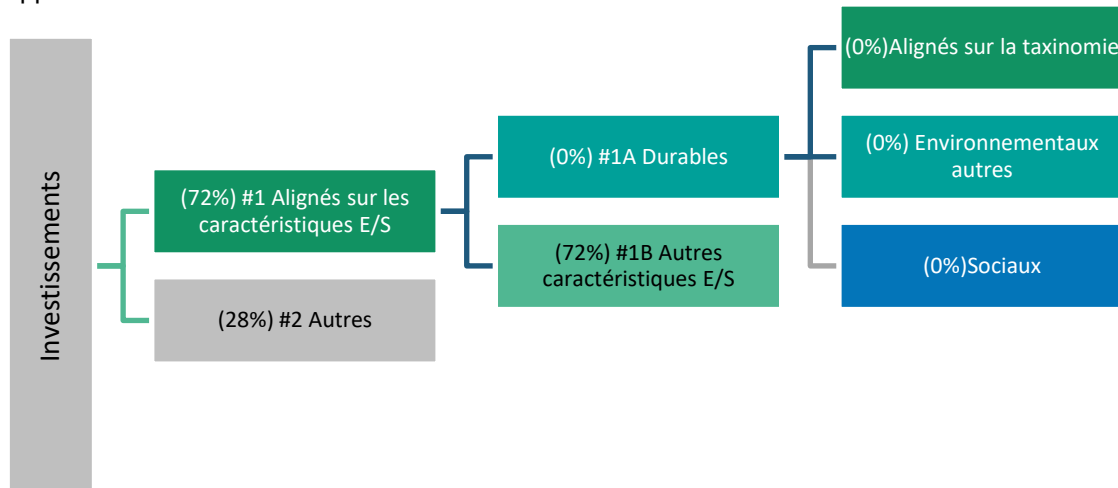 Investissements
(72%) #1 Alignés sur les
caractéristiques E/S
(28%) #2 Autres
(0%) #1A Durables
(72%) #1B Autres
caractéristiques E/S
(0%)Alignés sur la taxinomie
(0%) Environnementaux
autres
(0%)Sociaux